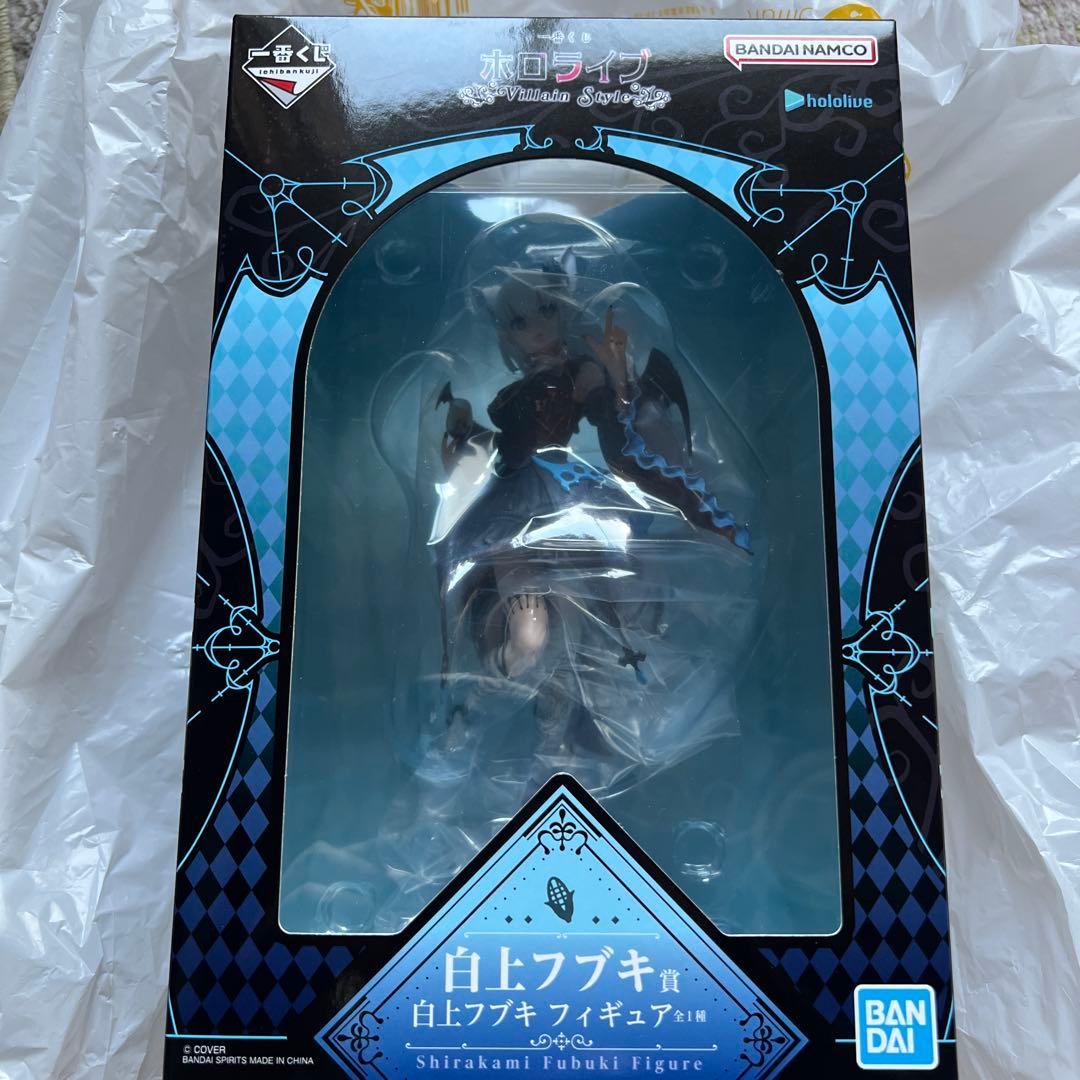 一番くじ
ichibankuji
一番くじ
ホロライブ
Villain Style
BANDAI NAMCO
hololive
白上フブキ賞
白上フブキ フィギュア全1種
Shirakami Fubuki Figure
© COVER
BANDAI SPIRITS MADE IN CHINA
BAN
DAI